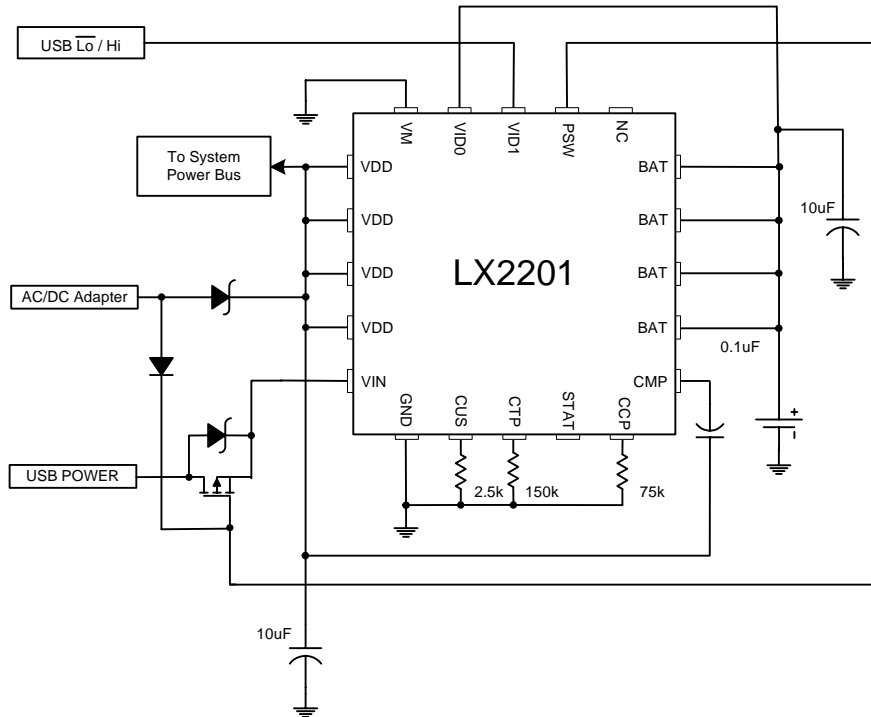 USB Lo / Hi
VM
VID0
VID1
PSW
NC
To System
Power Bus
VDD
BAT
VDD
BAT
10uF
LX2201
VDD
BAT
AC/DC Adapter
VDD
BAT
0.1uF
VIN
CMP
GND
CUS
CTP
STAT
CCP
+
-
USB POWER
2.5k
150k
75k
10uF